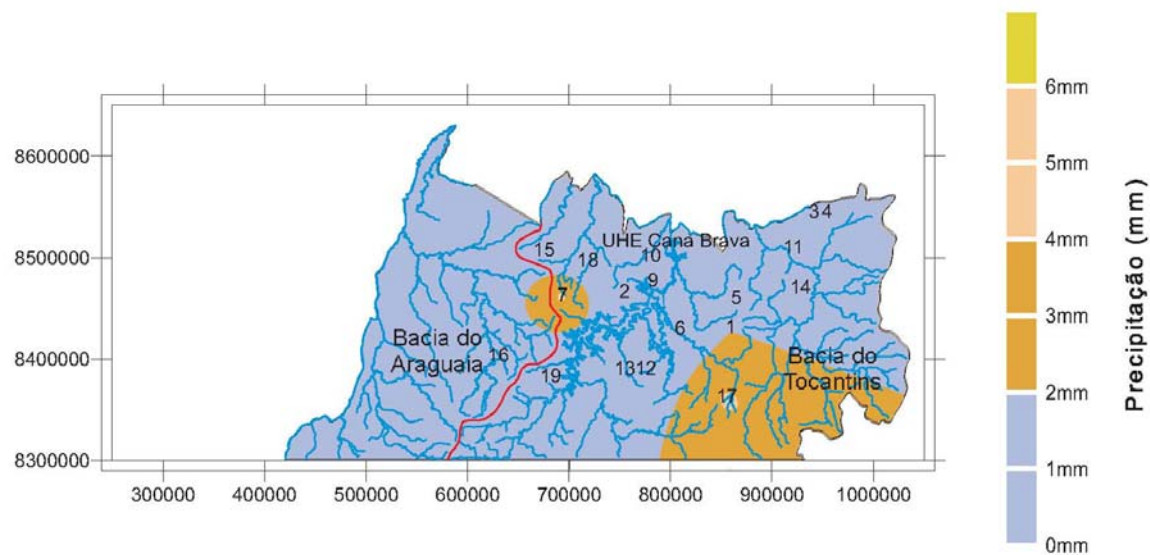 6mm
5mm
4mm
3mm
2mm
1mm
0mm
Precipitação (mm)
8600000
8500000
8400000
8300000
34
UHE Cana Brava
15
18
10
11
7
2
9
5
14
6
1
Bacia do
Araguaia
16
19
1312
Bacia do
Tocantins
17
300000 400000 500000 600000 700000 800000 900000 1000000